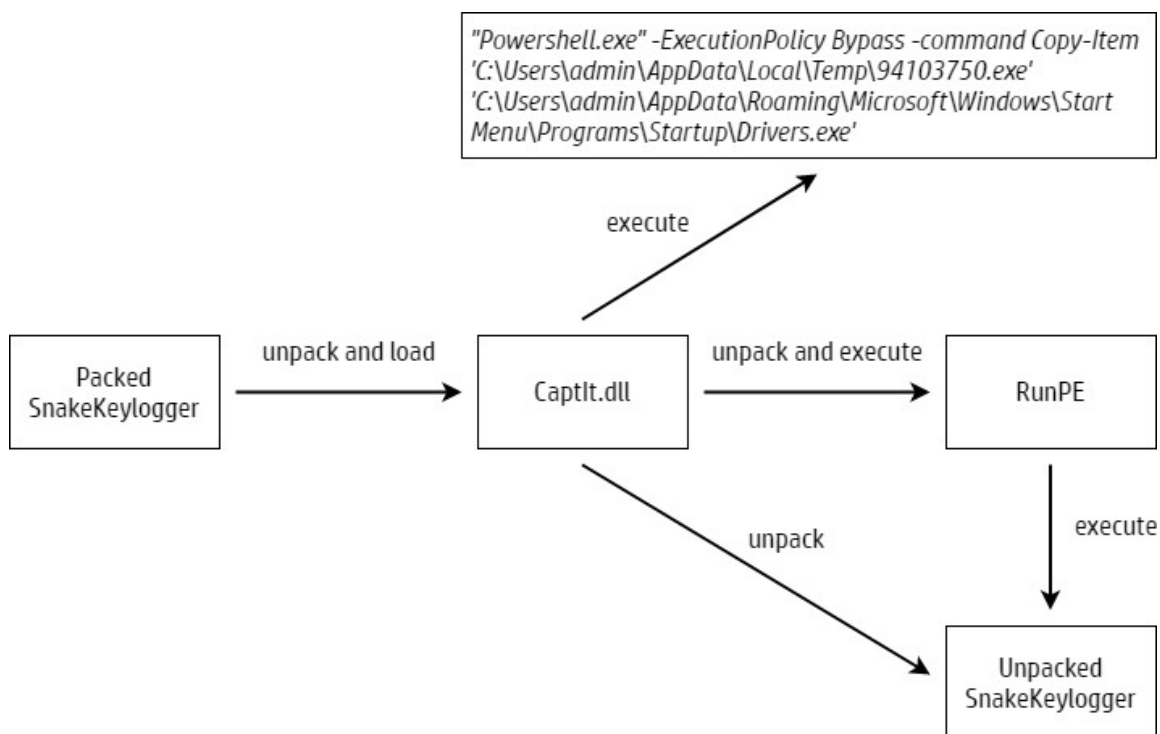 "Powershell.exe" -ExecutionPolicy Bypass -command Copy-Item
'C:\Users\admin\AppData\Local\Temp\94103750.exe'
'C:\Users\admin\AppData\Roaming\Microsoft\Windows\Start
Menu\Programs\Startup\Drivers.exe'
execute
Packed
SnakeKeylogger
unpack and load
CaptIt.dll
unpack and execute
RunPE
unpack
execute
Unpacked
SnakeKeylogger